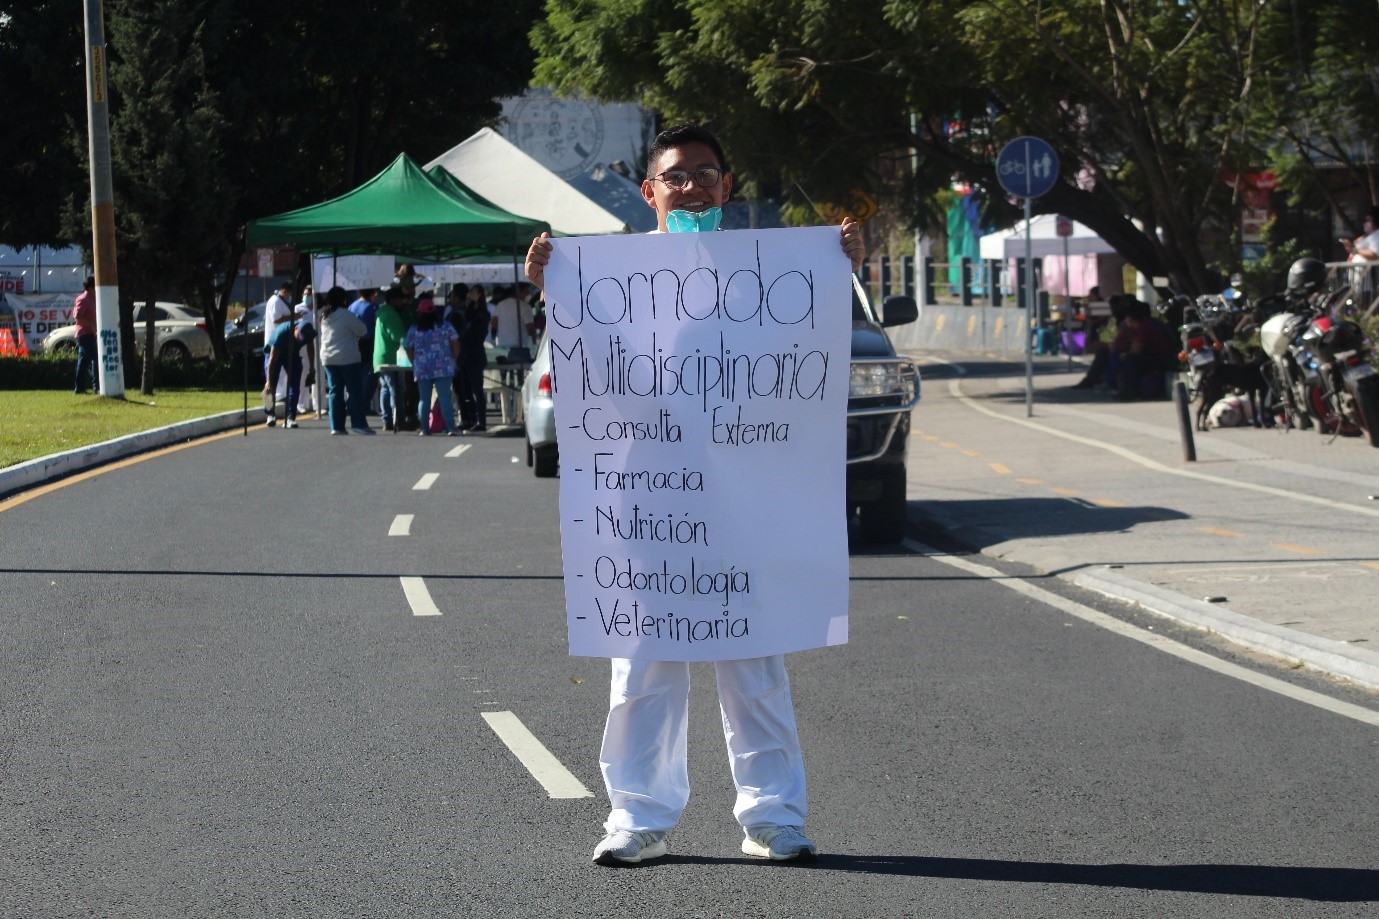 Jornada
Multidisciplinaria
-Consulta Externa
- Farmacia
- Nutrición
- Odontología
- Veterinaria